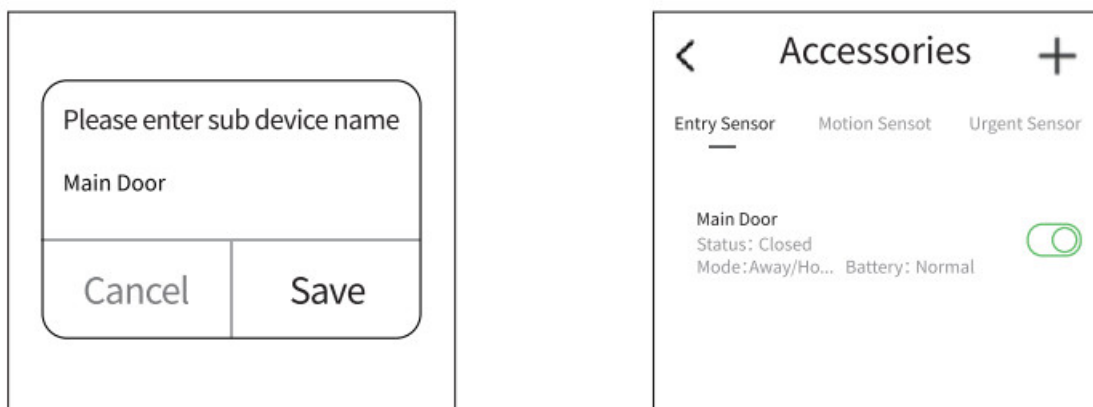 Please enter sub device name
Main Door
Cancel Save
Accessories
Entry Sensor Motion Sensot Urgent Sensor
Main Door
Status: Closed
Mode:Away/Ho... Battery: Normal